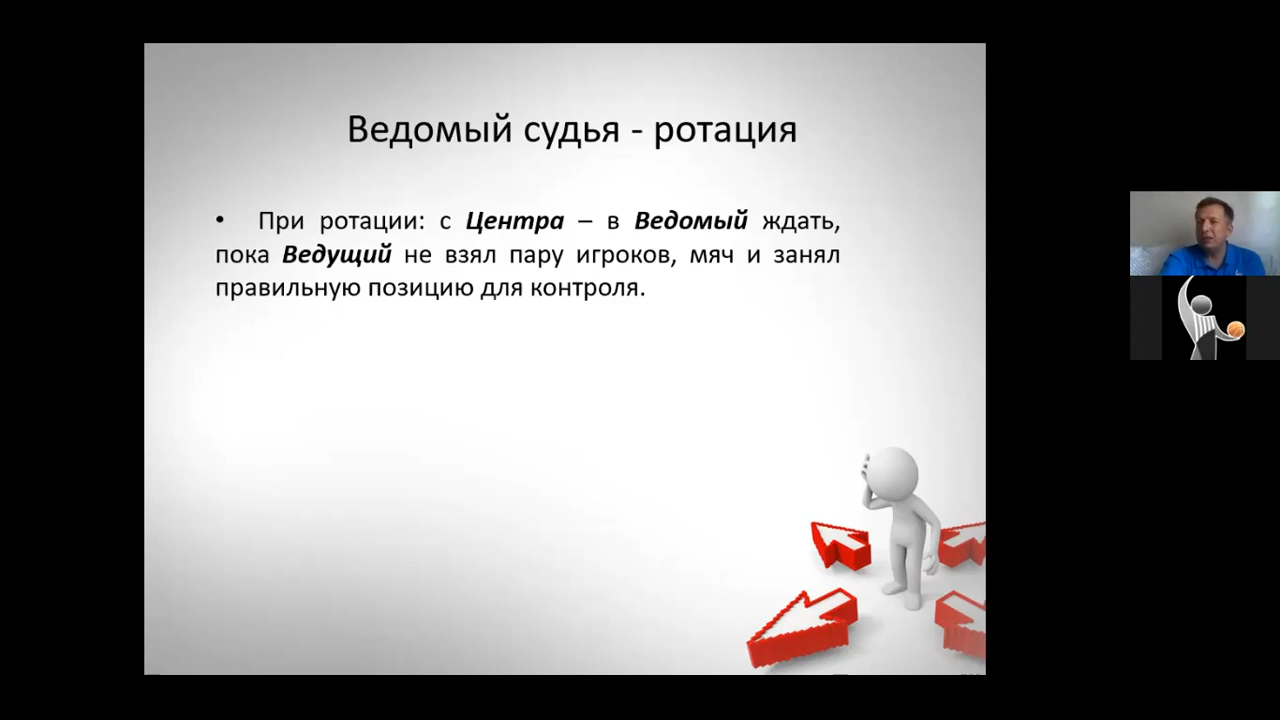 Ведомый судья - ротация
• При ротации: с Центра – в Ведомый ждать,
пока Ведущий не взял пару игроков, мяч и занял
правильную позицию для контроля.